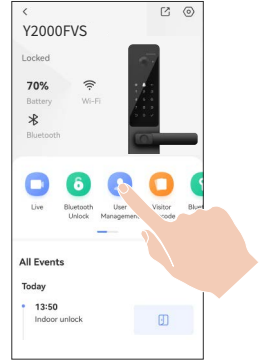 Y2000FVS
Locked
70%
Battery
Wi-Fi
Bluetooth
Live
Bluetooth Unlock
User Management
Visitor
All Events
Today
13:50
Indoor unlock